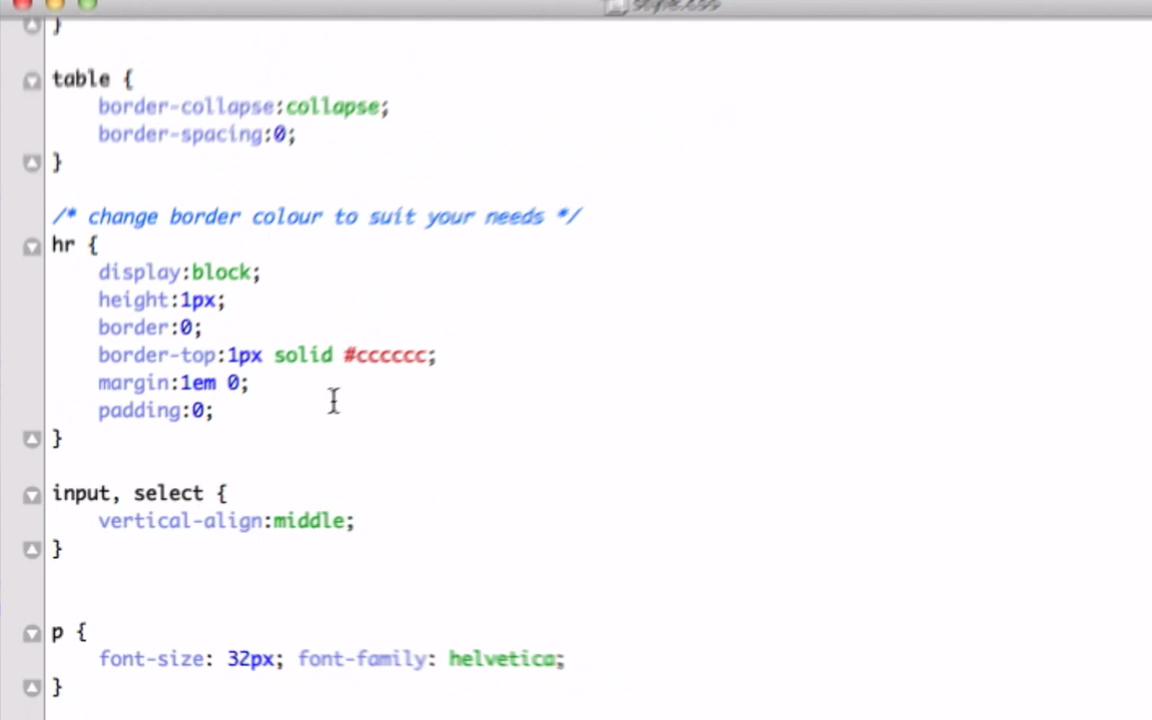 style.css
}
table {
border-collapse:collapse;
border-spacing:0;
}
/* change border colour to suit your needs */
hr {
display:block;
height:1px;
border:0;
border-top:1px solid #cccccc;
margin:1em 0;
padding:0;
}
input, select {
vertical-align:middle;
}
p {
font-size: 32px; font-family: helvetica;
}